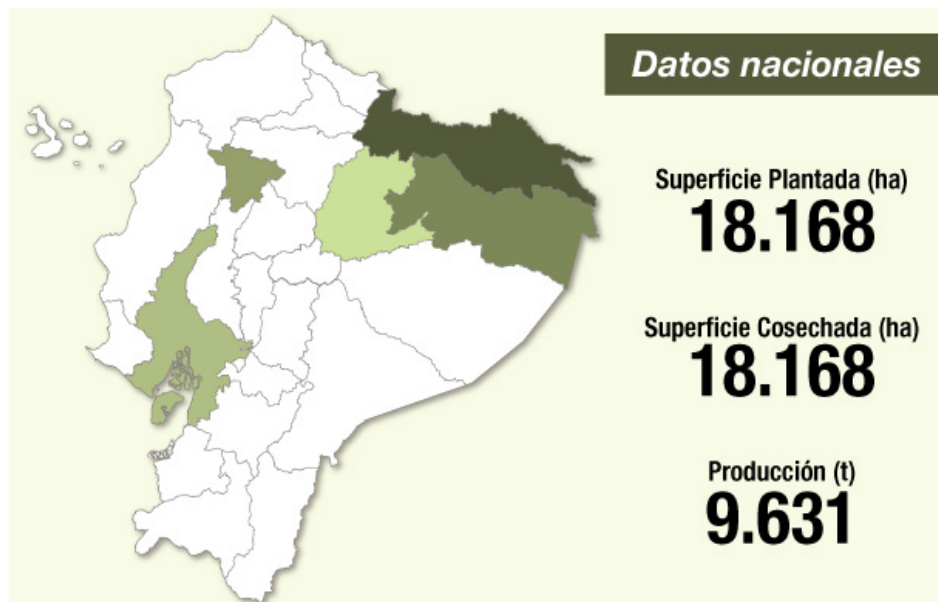 Datos nacionales
Superficie Plantada (ha)
18.168
Superficie Cosechada (ha)
18.168
Producción (t)
9.631